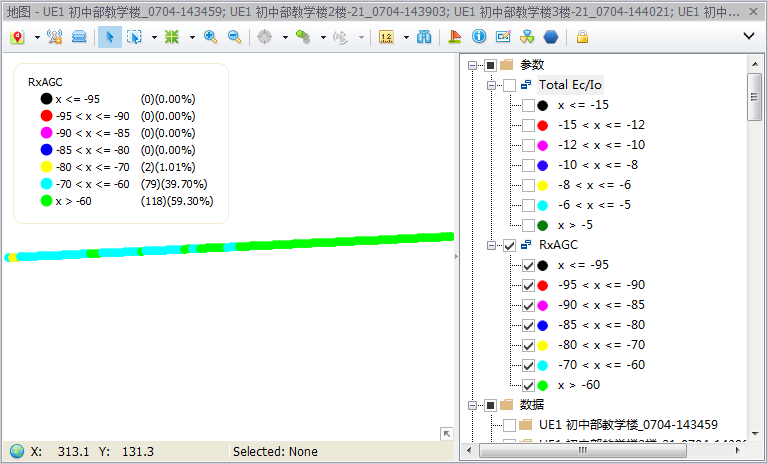 地图 - UE1 初中部教学楼_0704-143459; UE1 初中部教学楼2楼-21_0704-143903; UE1 初中部教学楼3楼-21_0704-144021; UE1 初中...
RxAGC
x <= -95 (0)(0.00%)
-95 < x <= -90 (0)(0.00%)
-90 < x <= -85 (0)(0.00%)
-85 < x <= -80 (0)(0.00%)
-80 < x <= -70 (2)(1.01%)
-70 < x <= -60 (79)(39.70%)
x > -60 (118)(59.30%)
参数
Total Ec/Io
x <= -15
-15 < x <= -12
-12 < x <= -10
-10 < x <= -8
-8 < x <= -6
-6 < x <= -5
x > -5
RxAGC
x <= -95
-95 < x <= -90
-90 < x <= -85
-85 < x <= -80
-80 < x <= -70
-70 < x <= -60
x > -60
数据
UE1 初中部教学楼_0704-143459
X: 313.1 Y: 131.3 Selected: None